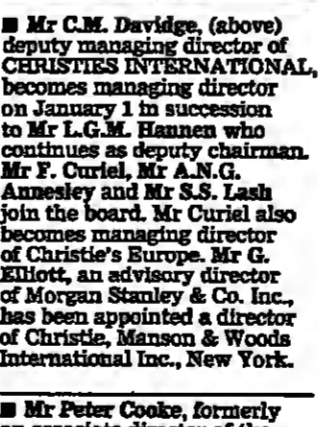 ■ Mr C.M. Davidge, (above)
deputy managing director of
CHRISTIES INTERNATIONAL,
becomes managing director
on January 1 in succession
to Mr L.G.M. Hannen who
continues as deputy chairman.
Mr F. Curiel, Mr A.N.G.
Annesley and Mr S.S. Lash
join the board. Mr Curiel also
becomes managing director
of Christie's Europe. Mr G.
Elliott, an advisory director
of Morgan Stanley & Co. Inc.,
has been appointed a director
of Christie, Manson & Woods
International Inc., New York.
■ Mr Peter Cooke, formerly